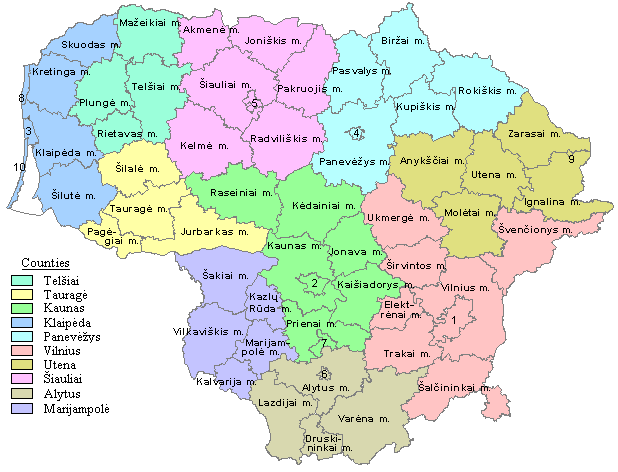 Mažeikiai m.
Skuodas m.
Akmenė m.
Joniškis m.
Biržai m.
Kretinga m.
Telšiai m.
Šiauliai m.
Pakruojis m.
Pasvalys m.
Rokiškis m.
8
Plungė m.
5
Kupiškis m.
3
Rietavas m.
Radviliškis m.
4
Zarasai m.
Klaipėda m.
Kelmė m.
Panevėžys m.
Anykščiai m.
9
10
Šilalė m.
Utena m.
Šilutė m.
Raseiniai m.
Kėdainiai m.
Ignalina m.
Tauragė m.
Ukmergė m.
Molėtai m.
Pagė-
giai m.
Jurbarkas m.
Švenčionys m.
Kaunas m.
Jonava m.
Širvintos m.
Šakiai m.
2
Kaišiadorys m.
Vilnius m.
Kazlų
Rūda m.
Elekt-
rėnai m.
Vilkaviškis m.
Prienai m.
1
Marijam-
polė m.
7
Trakai m.
Kalvarija m.
6
Alytus m.
Šalčininkai m.
Lazdijai m.
Varėna m.
Druski-
ninkai m.
Counties
Telšiai
Tauragė
Kaunas
Klaipėda
Panevėžys
Vilnius
Utena
Šiauliai
Alytus
Marijampolė